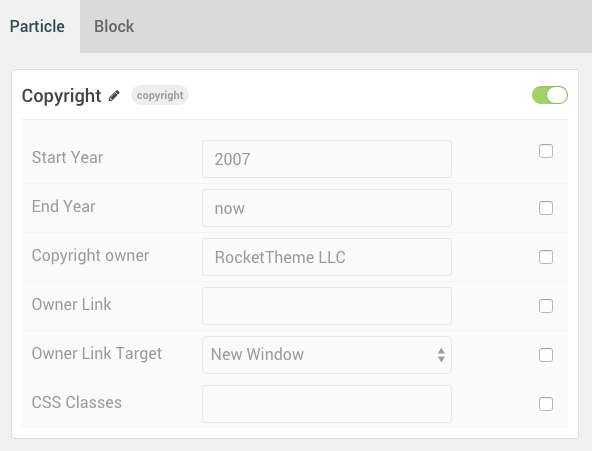 Particle Block
Copyright copyright
Start Year 2007
End Year now
Copyright owner RocketTheme LLC
Owner Link
Owner Link Target New Window
CSS Classes